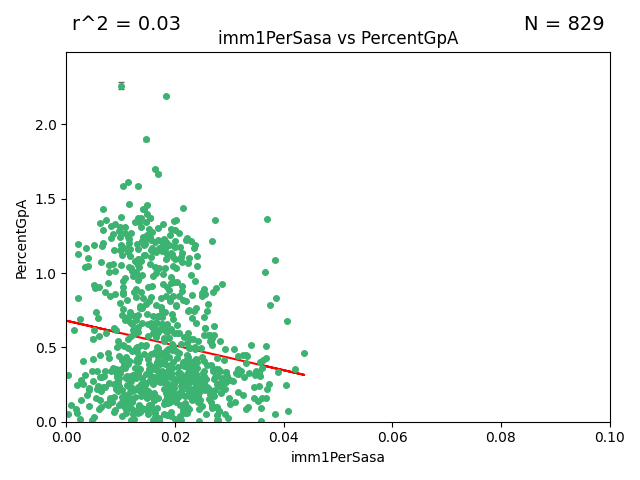 r^2 = 0.03
N = 829
imm1PerSasa vs PercentGpA
PercentGpA
2.0
1.5
1.0
0.5
0.0
0.00 0.02 0.04 0.06 0.08 0.10
imm1PerSasa